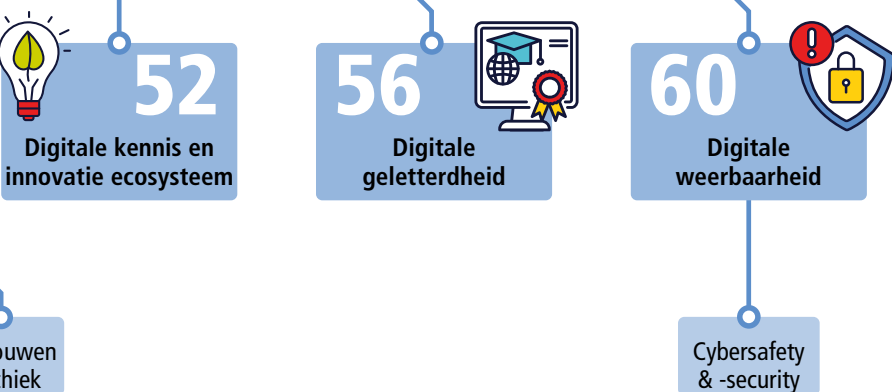 52
Digitale kennis en
innovatie ecosysteem
56
Digitale
geletterdheid
60
Digitale
weerbaarheid
Cybersafety
& -security